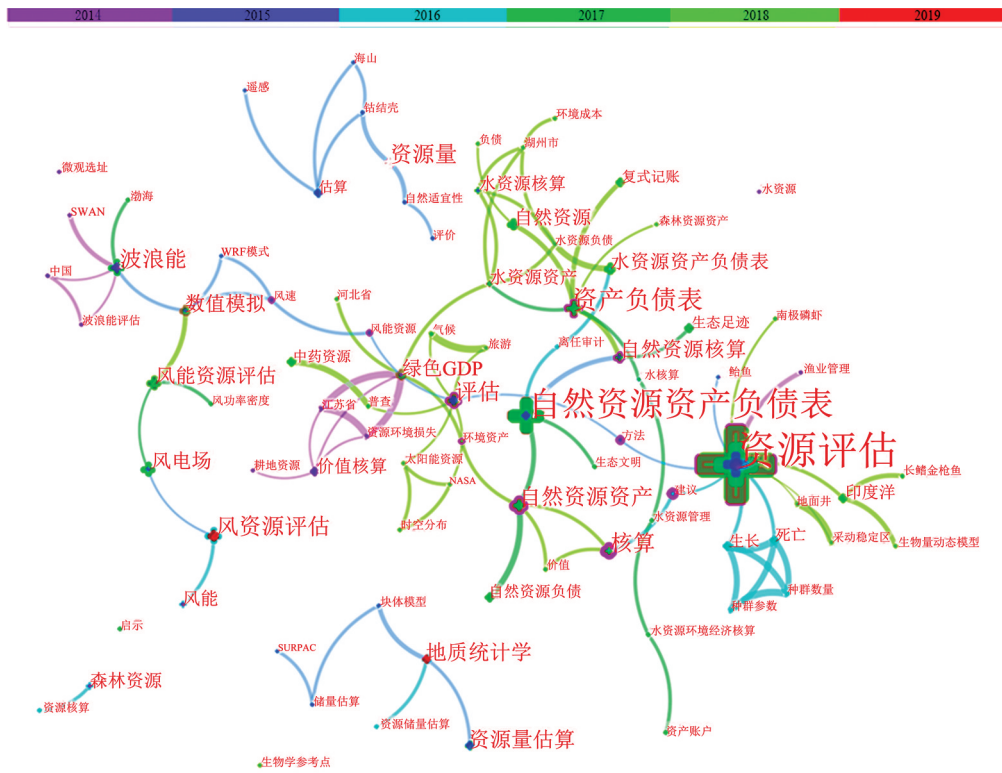 2014 2015 2016 2017 2018 2019
海山
遥感
钴结壳
环境成本
负债
湖州市
资源量
微观选址
估算
水资源核算
复式记账
水资源
渤海
自然适宜性
SWAN
自然资源
森林资源资产
评价
水资源负债
波浪能
WRF模式
水资源资产负债表
中国
水资源资产
风速
河北省
资产负债表
数值模拟
波浪能评估
风能资源
气候
生态足迹
南极磷虾
旅游
离任审计
自然资源核算
中药资源
绿色GDP
水核算
鲐鱼
渔业管理
风能资源评估
评估
风功率密度
江苏省
普查
自然资源资产负债表
资源环境损失
环境资产
方法
资源评估
太阳能资源
生态文明
风电场
耕地资源
价值核算
NASA
长鳍金枪鱼
建议
印度洋
自然资源资产
地面井
时空分布
水资源管理
风资源评估
核算
生长
死亡
采动稳定区
生物量动态模型
价值
种群数量
自然资源负债
风能
块体模型
种群参数
启示
水资源环境经济核算
SURPAC
地质统计学
森林资源
储量估算
资源核算
资源储量估算
资产账户
资源量估算
生物学参考点